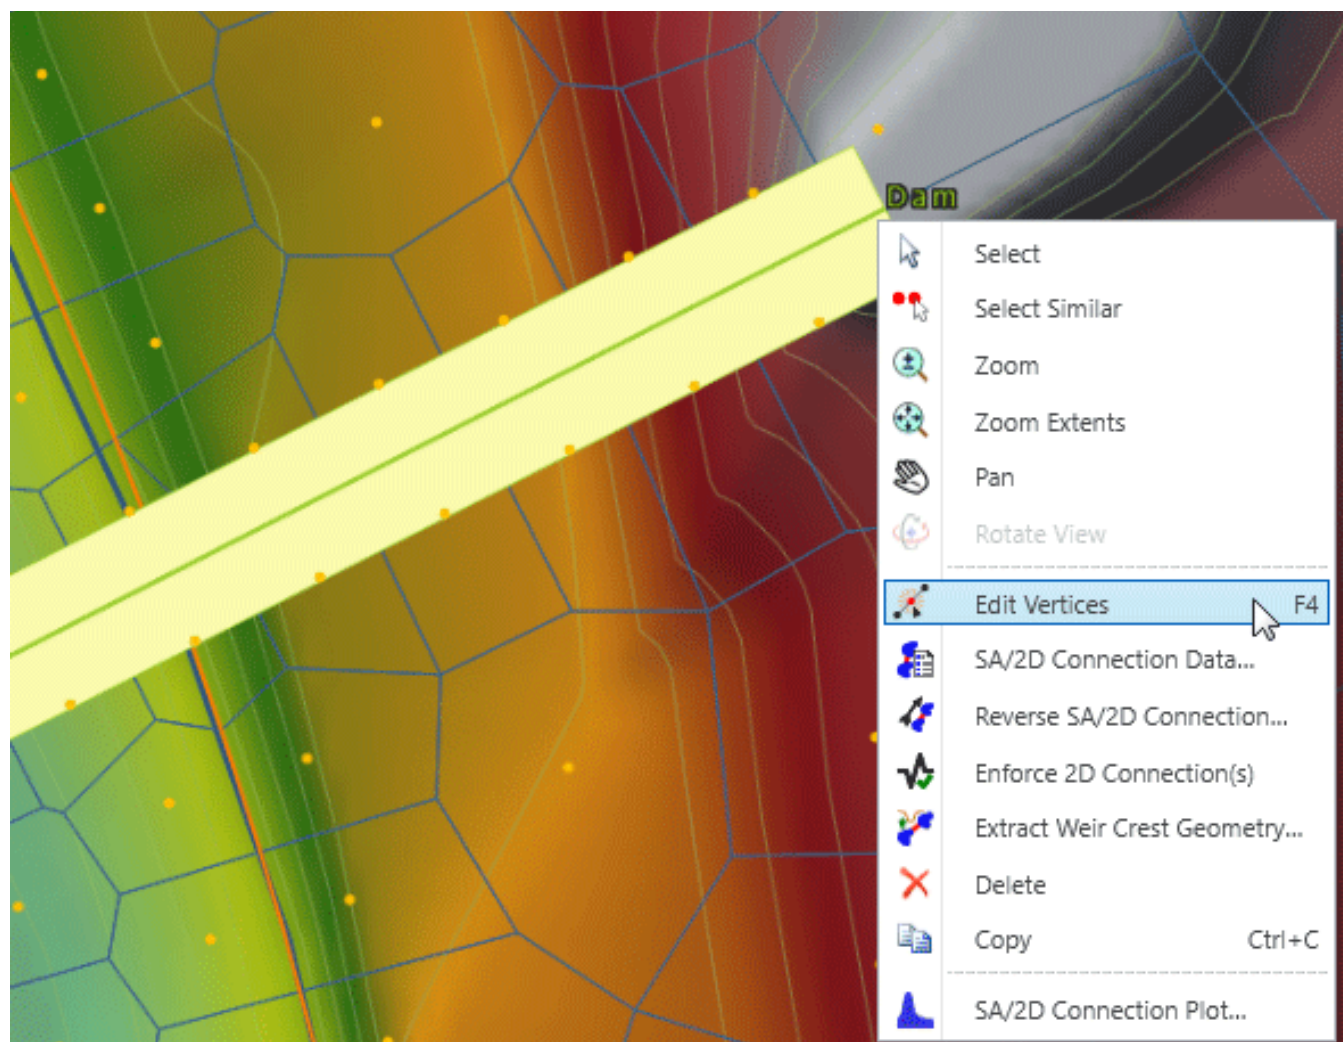 Dam
Select
Select Similar
Zoom
Zoom Extents
Pan
Rotate View
Edit Vertices F4
SA/2D Connection Data...
Reverse SA/2D Connection...
Enforce 2D Connection(s)
Extract Weir Crest Geometry...
Delete
Copy Ctrl+C
SA/2D Connection Plot...